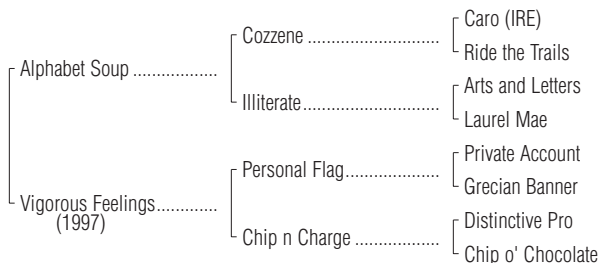 Caro (IRE)
Cozzene
Ride the Trails
Alphabet Soup
Arts and Letters
Illiterate
Laurel Mae
Private Account
Personal Flag
Grecian Banner
Vigorous Feelings
(1997)
Distinctive Pro
Chip n Charge
Chip o' Chocolate